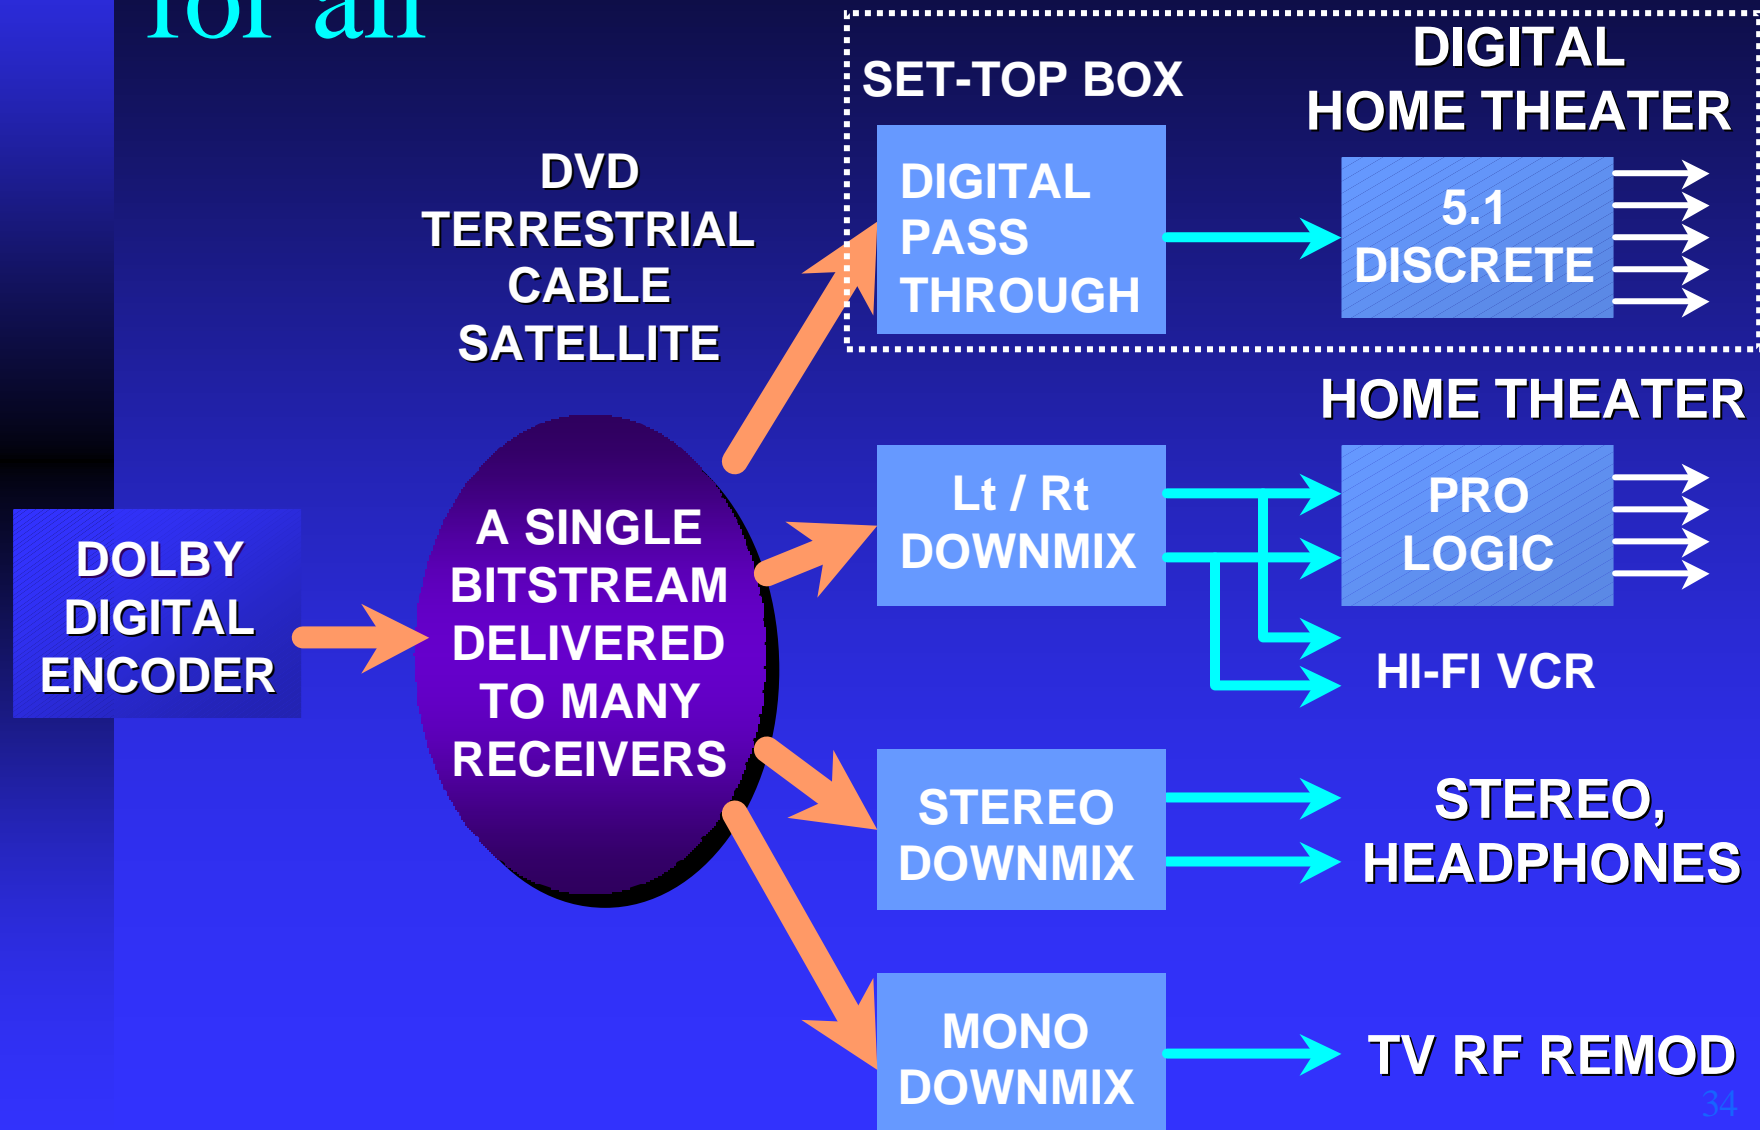 for all
SET-TOP BOX
DIGITAL
HOME THEATER
DVD
TERRESTRIAL
CABLE
SATELLITE
DIGITAL
PASS
THROUGH
5.1
DISCRETE
HOME THEATER
DOLBY
DIGITAL
ENCODER
A SINGLE
BITSTREAM
DELIVERED
TO MANY
RECEIVERS
Lt / Rt
DOWNMIX
PRO
LOGIC
HI-FI VCR
STEREO
DOWNMIX
STEREO,
HEADPHONES
MONO
DOWNMIX
TV RF REMOD
34